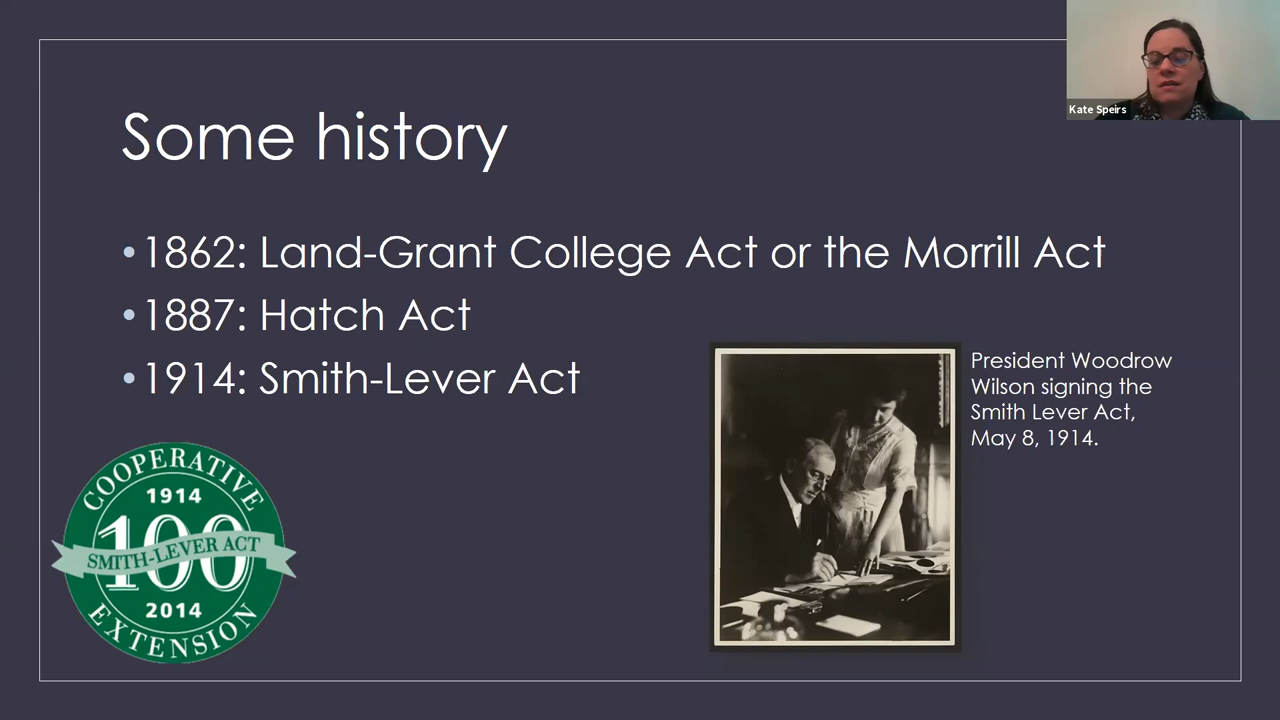 Kate Speirs
Some history
• 1862: Land-Grant College Act or the Morrill Act
• 1887: Hatch Act
• 1914: Smith-Lever Act
President Woodrow
Wilson signing the
Smith Lever Act,
May 8, 1914.
COOPERATIVE
1914
100
SMITH-LEVER ACT
2014
EXTENSION